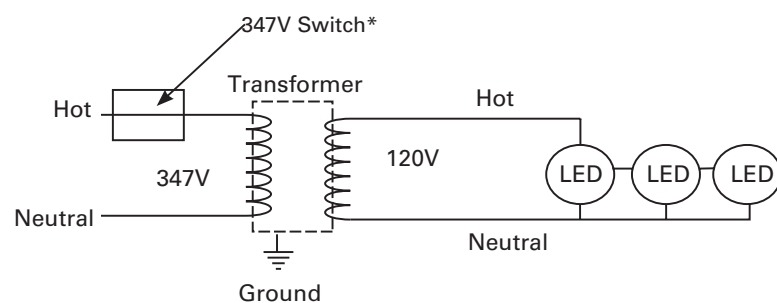 347V Switch*
Transformer
Hot
Hot
347V
120V
LED LED LED
Neutral
Neutral
Ground